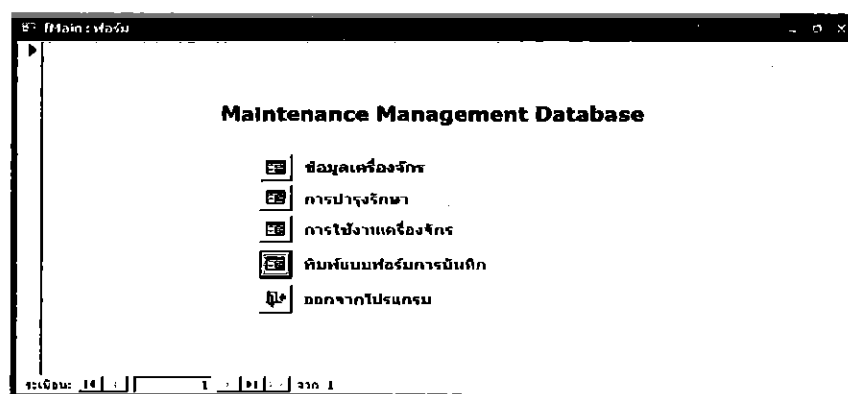 fMain : ฟอร์ม
Maintenance Management Database
ข้อมูลเครื่องจักร
การบำรุงรักษา
การใช้งานเครื่องจักร
พิมพ์แบบฟอร์มการบันทึก
ออกจากโปรแกรม
ระเบียน: 1 จาก 1